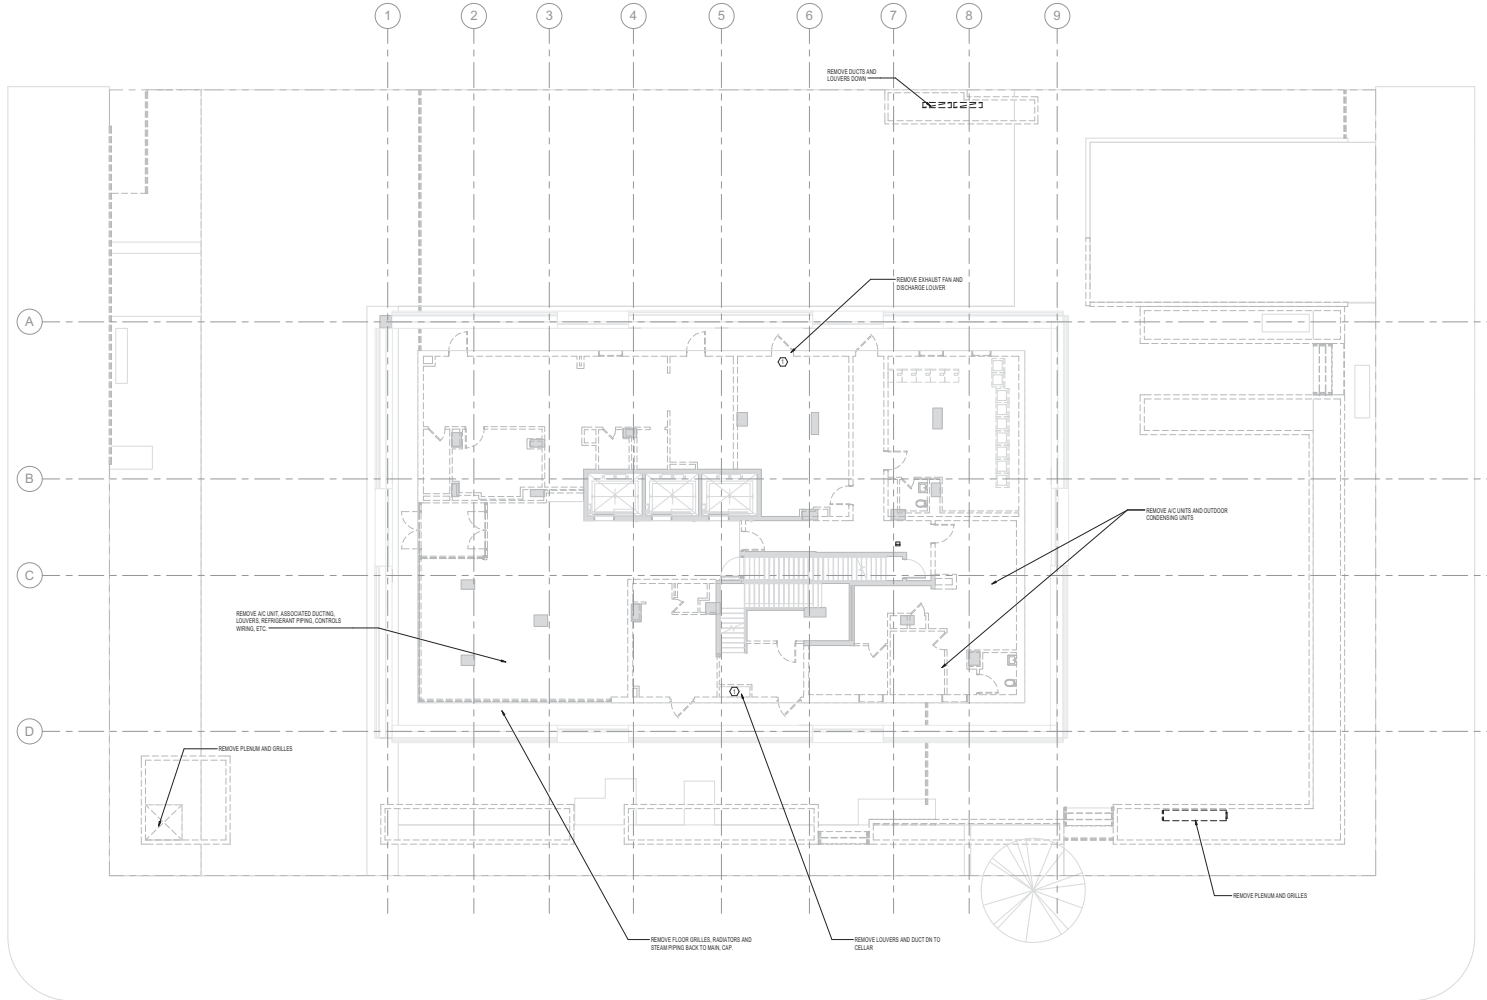 1 2 3 4 5 6 7 8 9
REMOVE DUCTS AND
LOUVERS DOWN
REMOVE EXHAUST FAN AND
DISCHARGE LOUVER
A
1
B
REMOVE A/C UNITS AND OUTDOOR
CONDENSING UNITS
C
REMOVE A/C UNIT, ASSOCIATED DUCTING,
LOUVERS, REFRIGERANT PIPING, CONTROLS
WIRING, ETC.
1
D
REMOVE PLENUM AND GRILLES
REMOVE PLENUM AND GRILLES
REMOVE FLOOR GRILLES, RADIATORS AND
STEAM PIPING BACK TO MAIN, CAP.
REMOVE LOUVERS AND DUCT DN TO
CELLAR